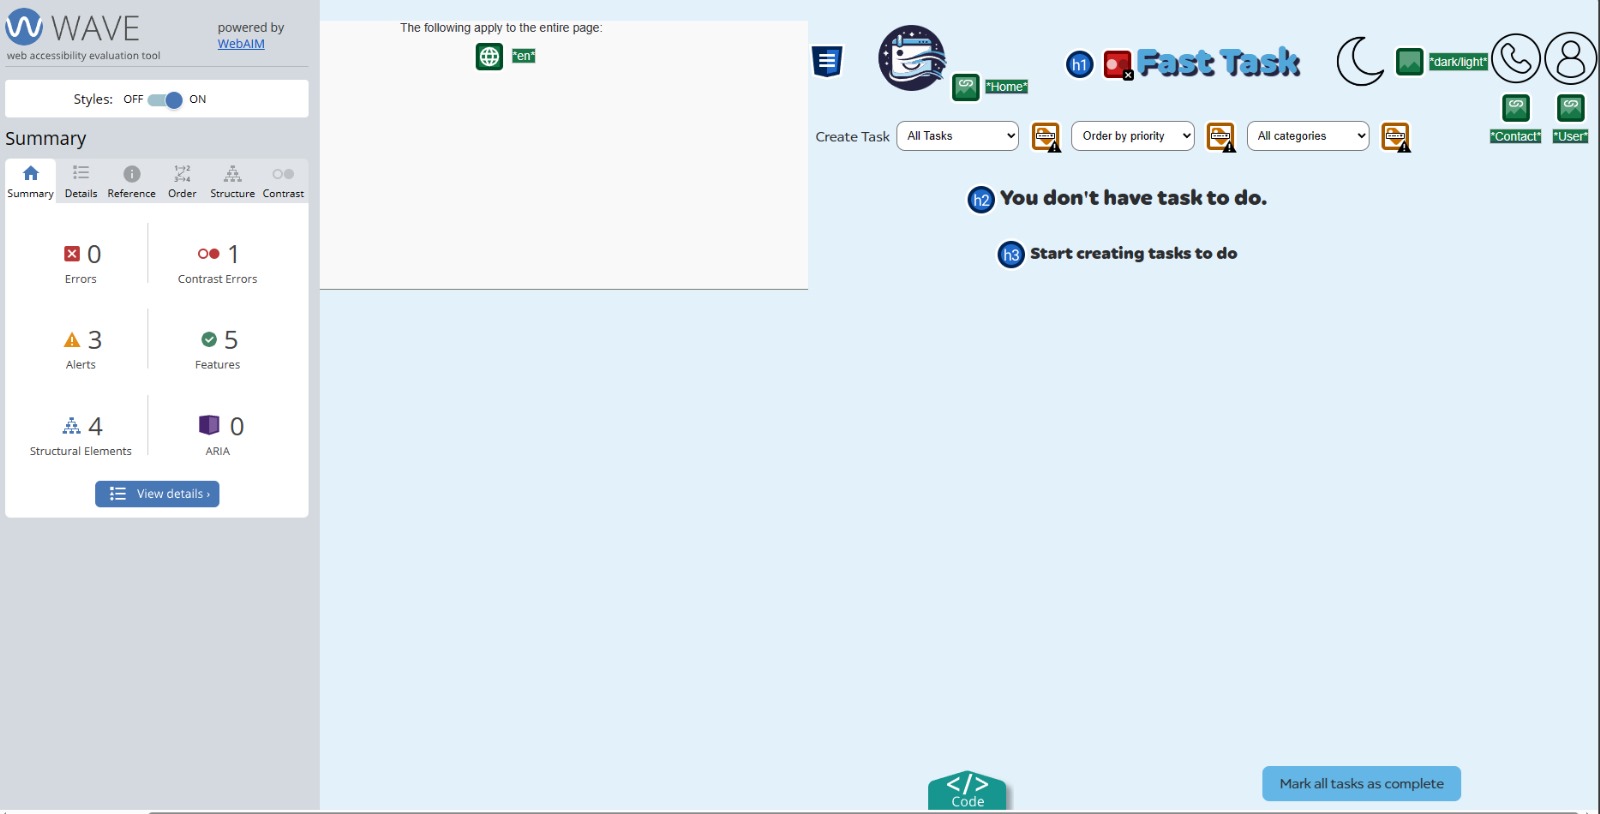 WAVE
web accessibility evaluation tool
powered by
WebAIM
Styles: OFF ON
Summary
Summary Details Reference Order Structure Contrast
0
Errors
1
Contrast Errors
3
Alerts
5
Features
4
Structural Elements
0
ARIA
View details ›
The following apply to the entire page:
*en*
*Home*
h1 Fast Task
*dark/light*
*Contact* *User*
Create Task All Tasks Order by priority All categories
h2 You don't have task to do.
h3 Start creating tasks to do
</>
Code
Mark all tasks as complete